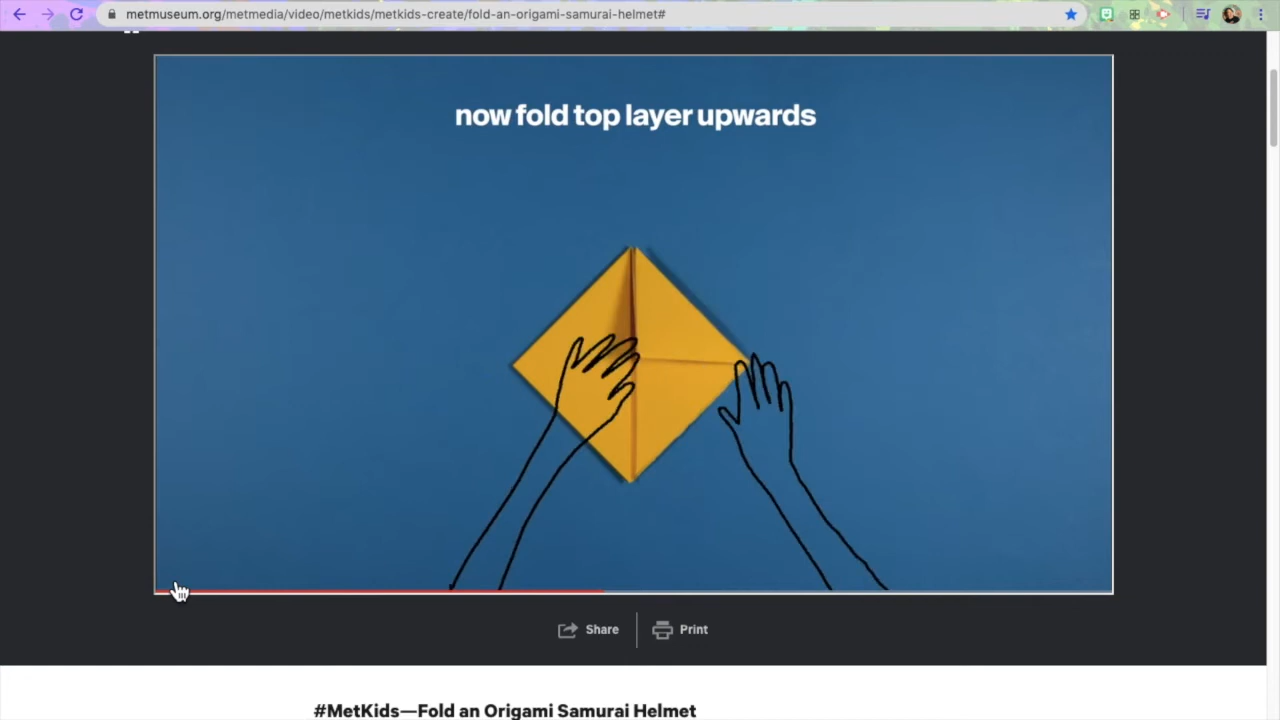 metmuseum.org/metmedia/video/metkids/metkids-create/fold-an-origami-samurai-helmet#
now fold top layer upwards
Share
Print
#MetKids—Fold an Origami Samurai Helmet